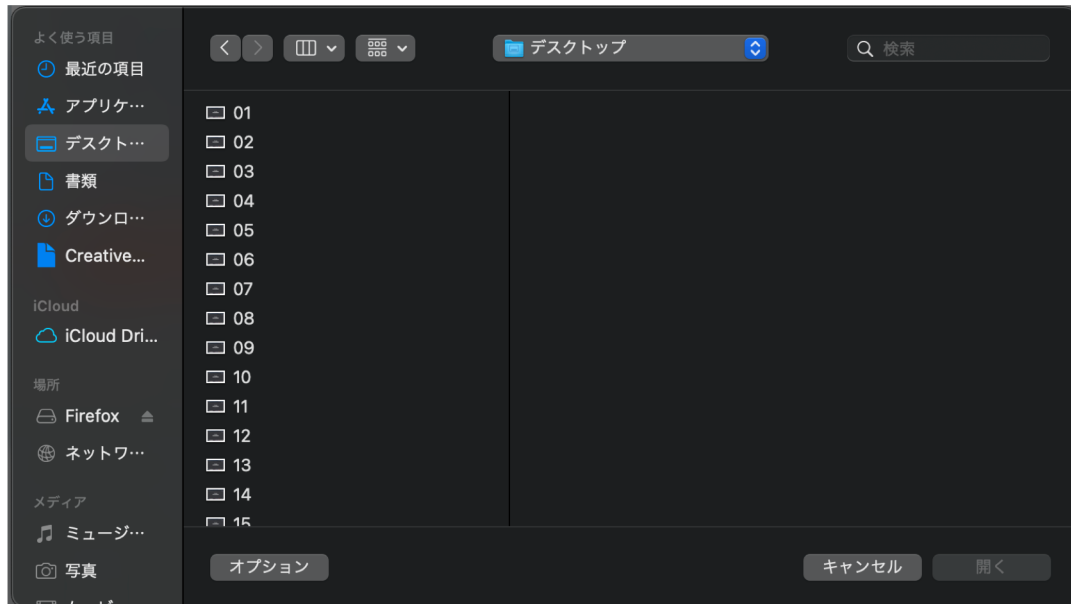 よく使う項目
最近の項目
アプリケ…
デスクト…
書類
ダウンロ…
Creative...
iCloud
iCloud Dri...
場所
Firefox
ネットワ…
メディア
ミュージ…
写真
デスクトップ
検索
01
02
03
04
05
06
07
08
09
10
11
12
13
14
15
オプション
キャンセル
開く